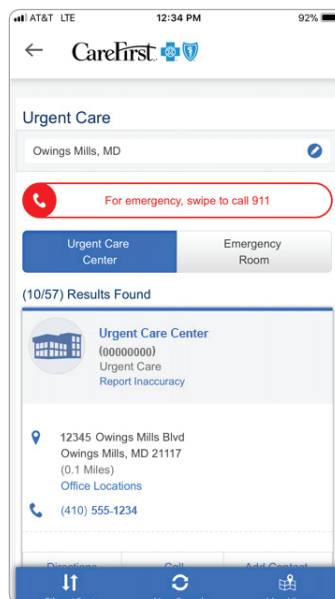 AT&T LTE 12:34 PM 92%
CareFirst
Urgent Care
Owings Mills, MD
For emergency, swipe to call 911
Urgent Care Center
Emergency Room
(10/57) Results Found
Urgent Care Center
(00000000)
Urgent Care
Report Inaccuracy
12345 Owings Mills Blvd
Owings Mills, MD 21117
(0.1 Miles)
Office Locations
(410) 555-1234
Directions Call Add Contact